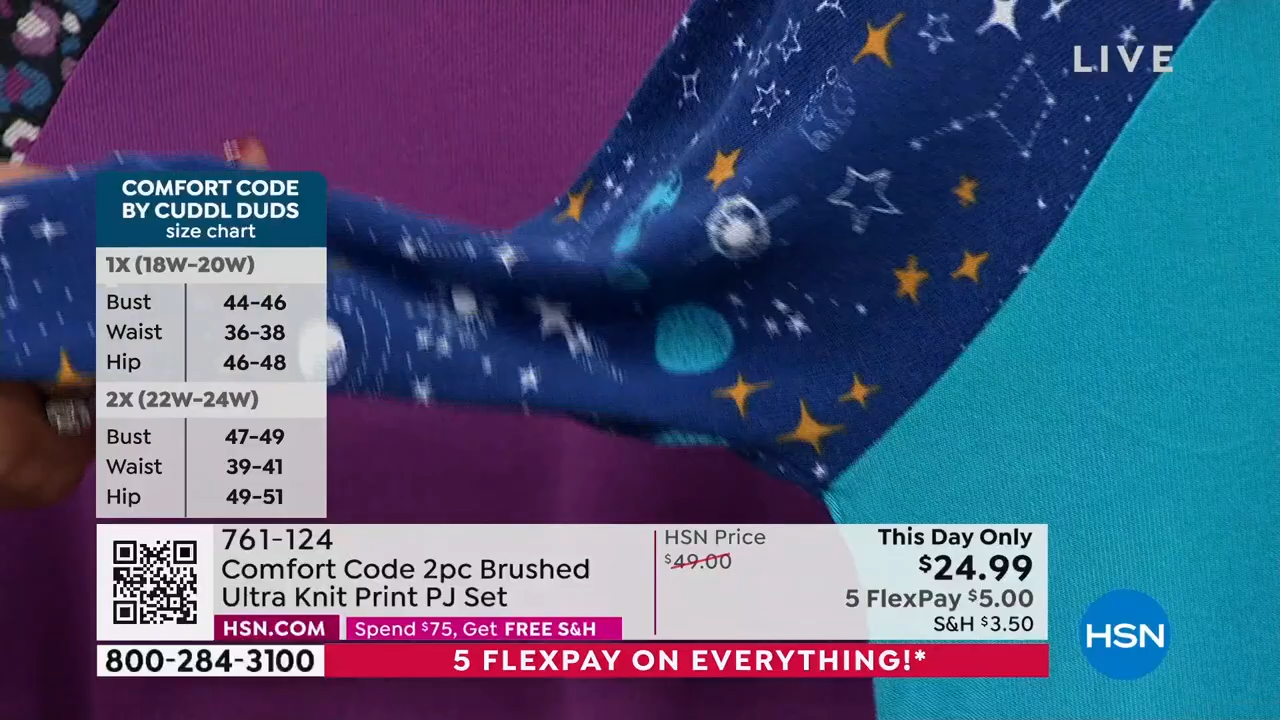 LIVE
COMFORT CODE
BY CUDDL DUDS
size chart
1X (18W-20W)
Bust 44-46
Waist 36-38
Hip 46-48
2X (22W-24W)
Bust 47-49
Waist 39-41
Hip 49-51
761-124
Comfort Code 2pc Brushed
Ultra Knit Print PJ Set
HSN.COM Spend $75, Get FREE S&H
HSN Price
$49.00
This Day Only
$24.99
5 FlexPay $5.00
S&H $3.50
HSN
800-284-3100 5 FLEXPAY ON EVERYTHING!*